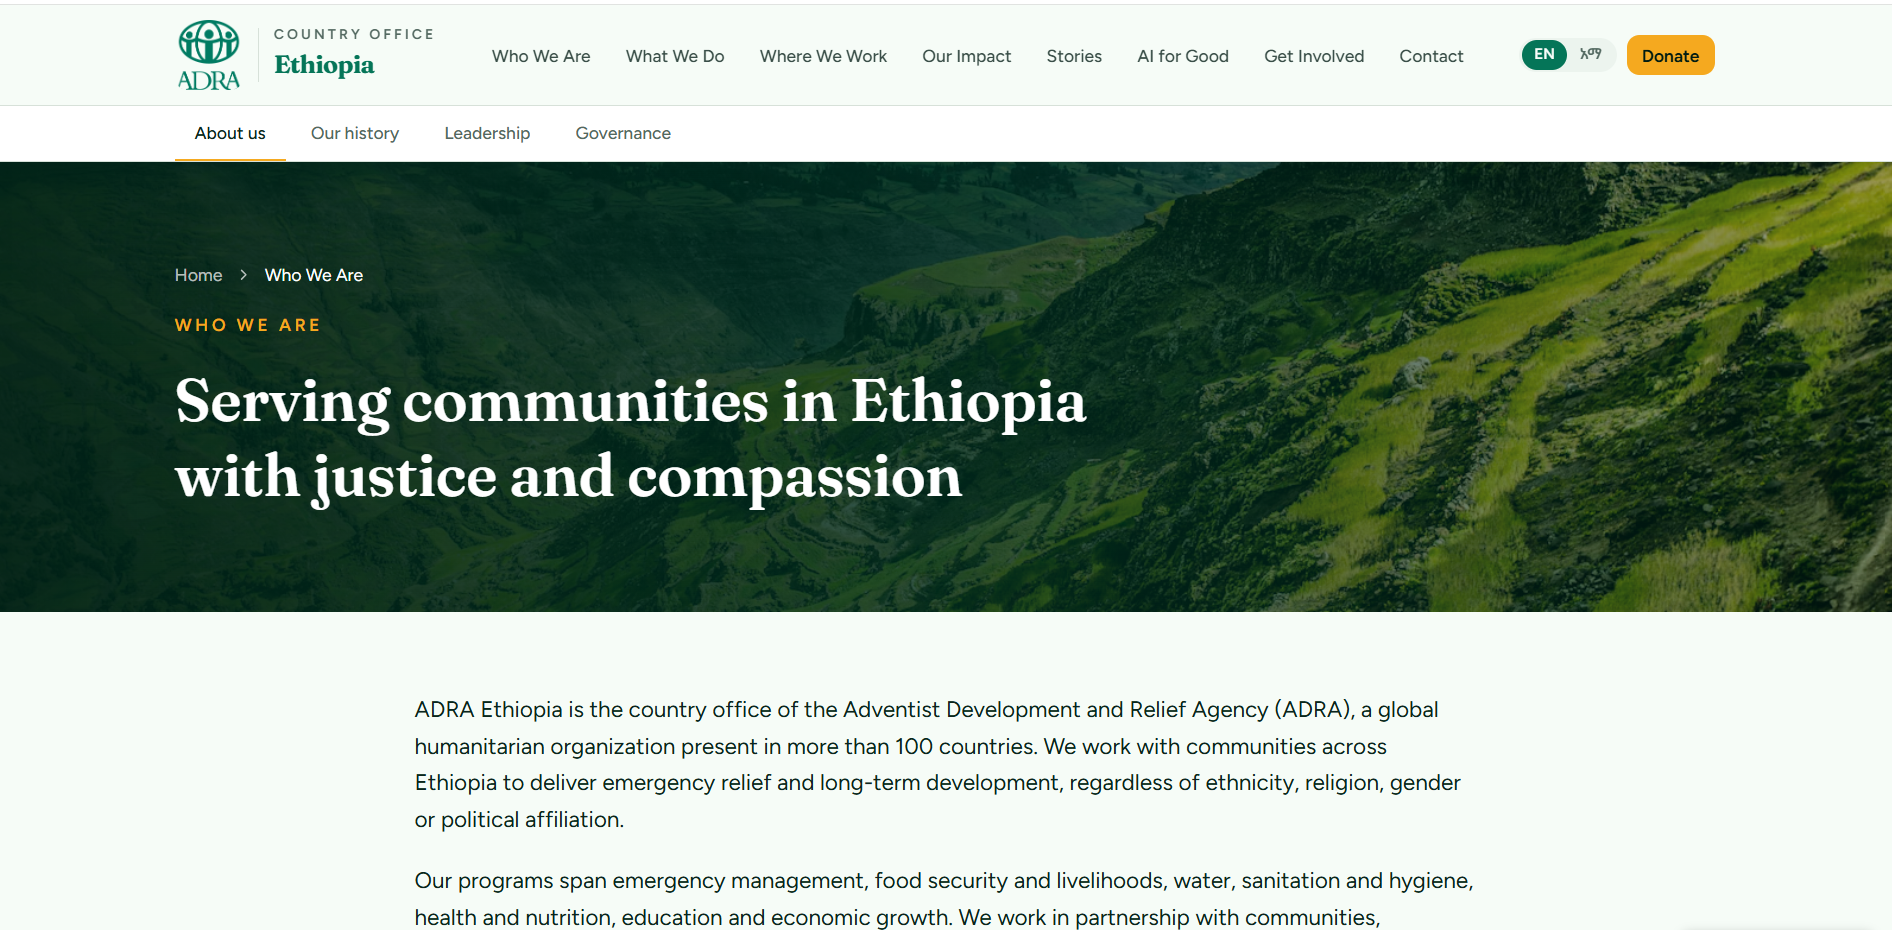 ADRA
COUNTRY OFFICE
Ethiopia
Who We Are
What We Do
Where We Work
Our Impact
Stories
AI for Good
Get Involved
Contact
EN
አማ
Donate
About us
Our history
Leadership
Governance
Home
Who We Are
WHO WE ARE
Serving communities in Ethiopia
with justice and compassion
ADRA Ethiopia is the country office of the Adventist Development and Relief Agency (ADRA), a global
humanitarian organization present in more than 100 countries. We work with communities across
Ethiopia to deliver emergency relief and long-term development, regardless of ethnicity, religion, gender
or political affiliation.
Our programs span emergency management, food security and livelihoods, water, sanitation and hygiene,
health and nutrition, education and economic growth. We work in partnership with communities,